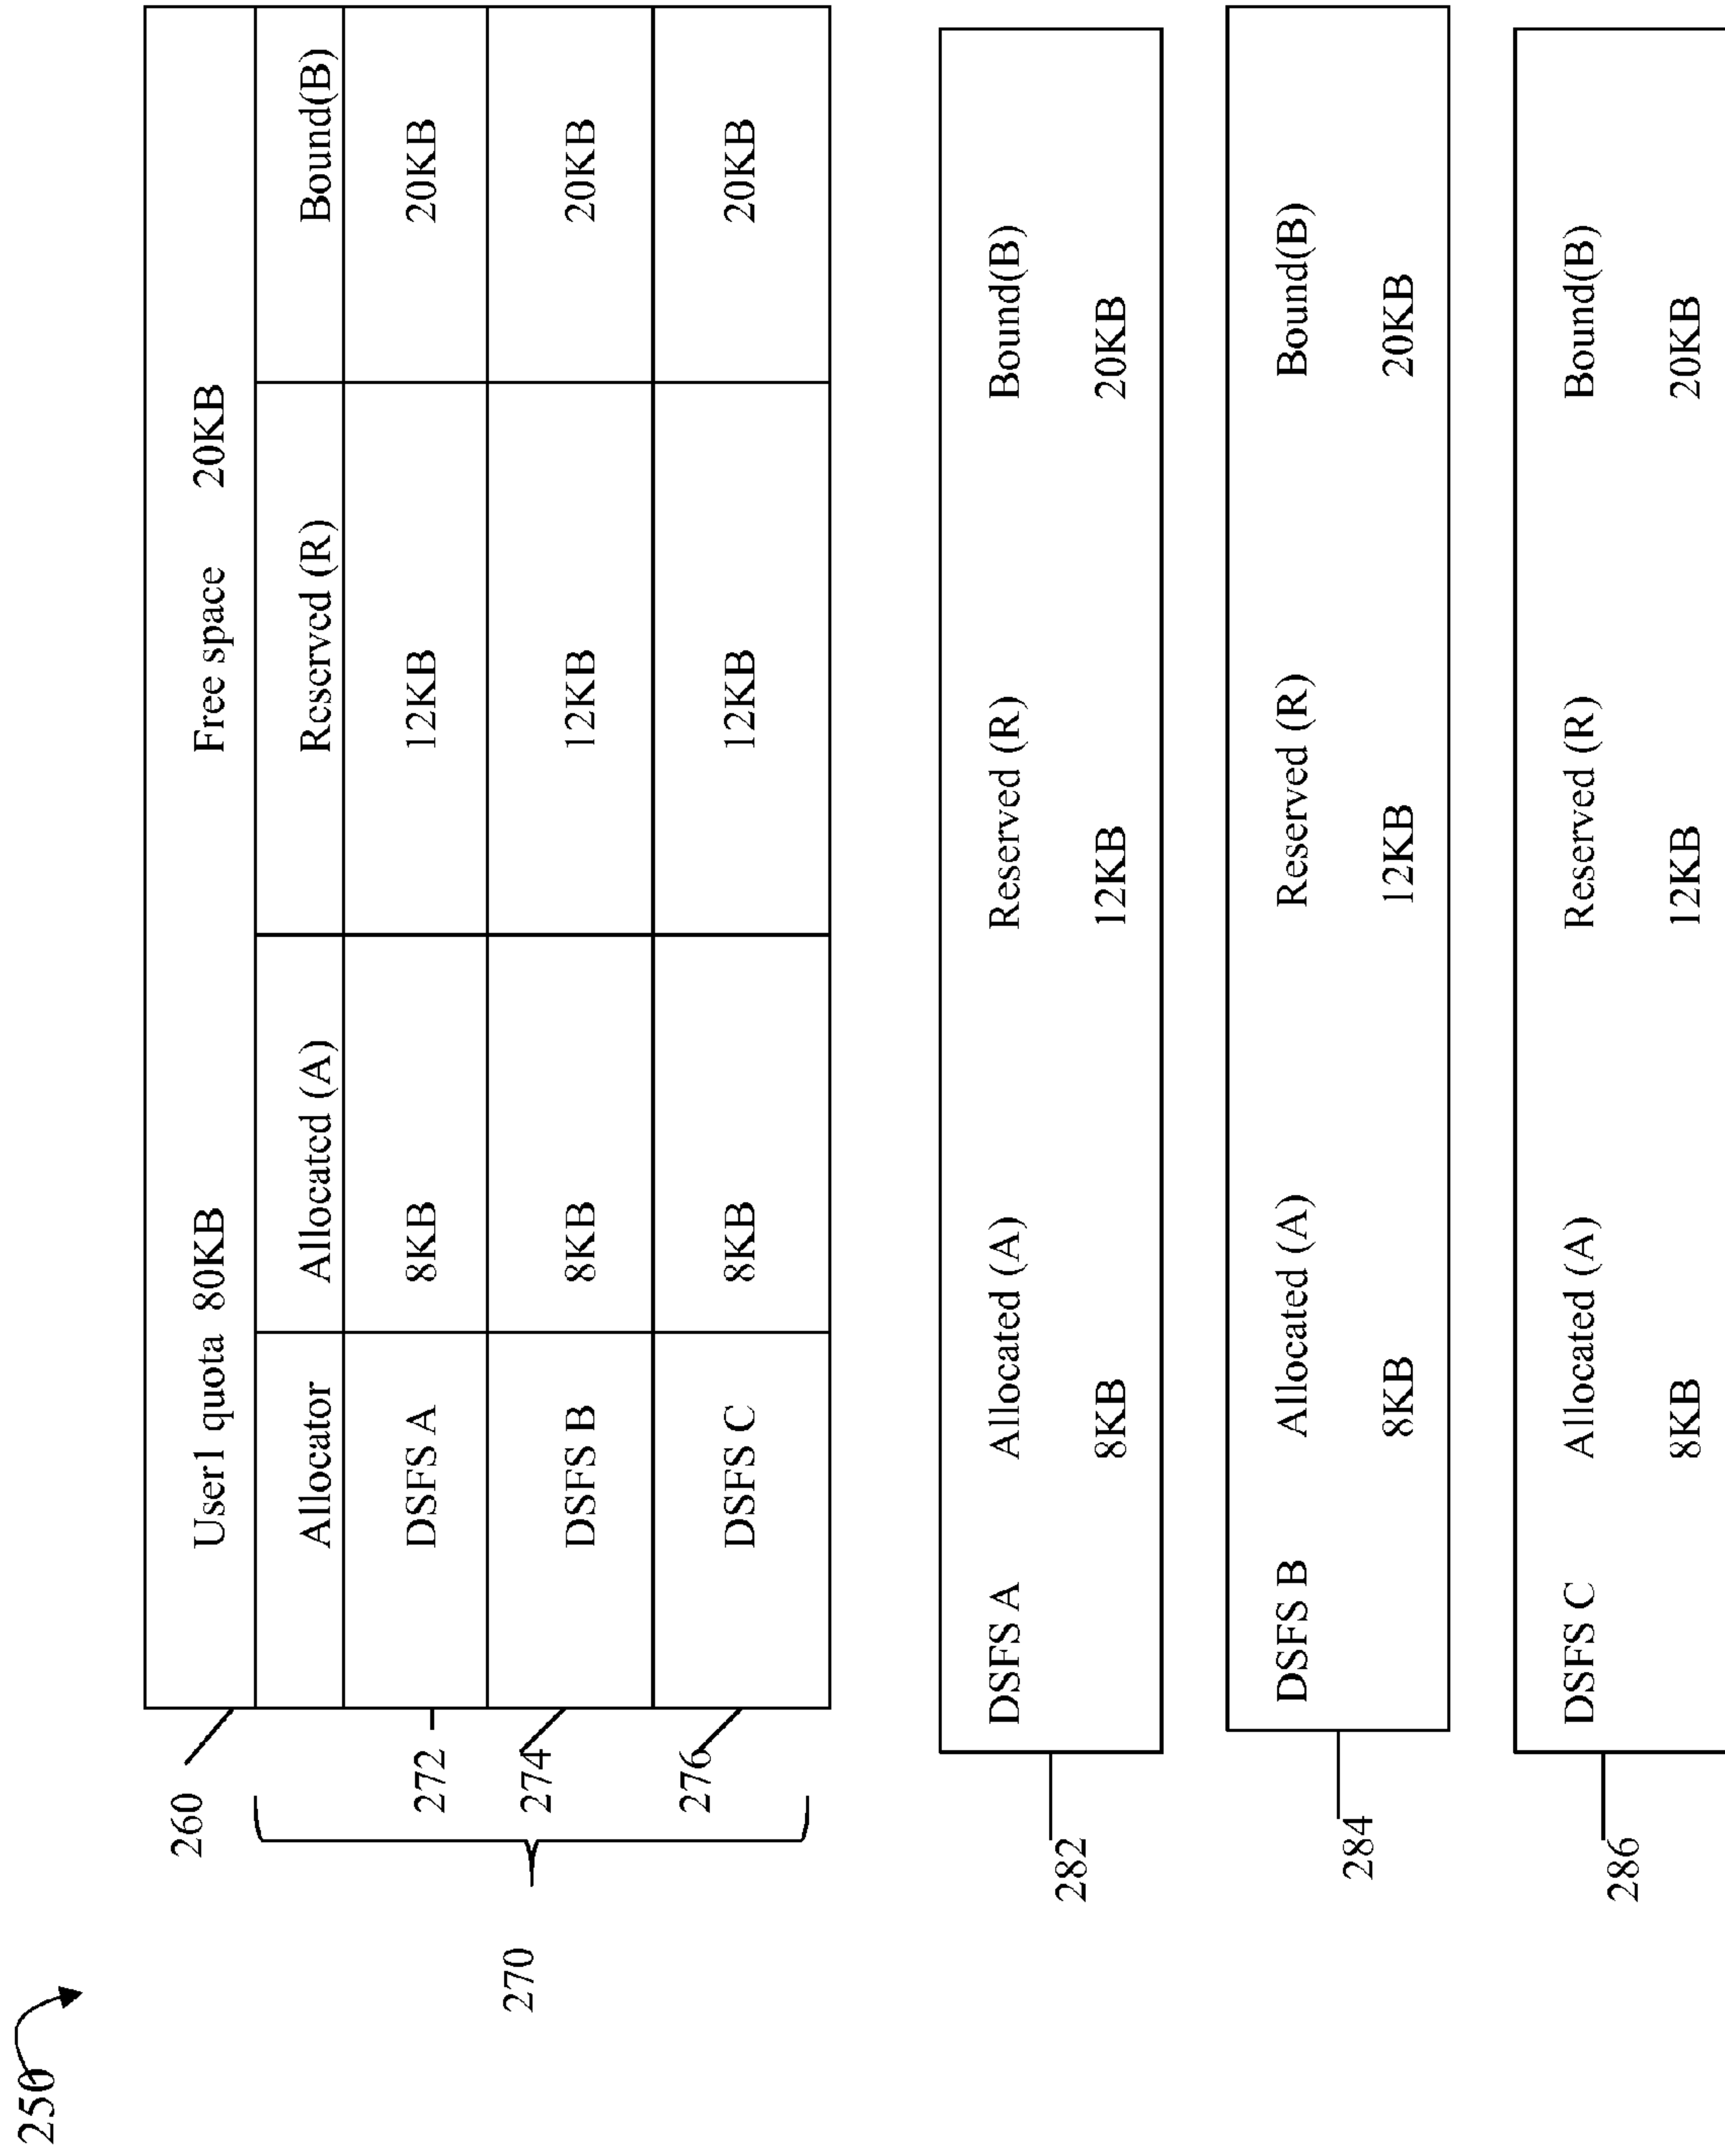 250
260
User1 quota 80KB Free space 20KB
Allocator Allocated (A) Reserved (R) Bound(B)
272 DSFS A 8KB 12KB 20KB
270
274 DSFS B 8KB 12KB 20KB
276 DSFS C 8KB 12KB 20KB
DSFS A Allocated (A) Reserved (R) Bound(B)
282
8KB 12KB 20KB
DSFS B Allocated (A) Reserved (R) Bound(B)
284
8KB 12KB 20KB
DSFS C Allocated (A) Reserved (R) Bound(B)
286
8KB 12KB 20KB